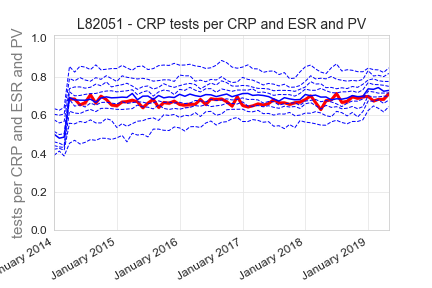 L82051 - CRP tests per CRP and ESR and PV
tests per CRP and ESR and PV
1.0
0.8
0.6
0.4
0.2
0.0
nuary 2014
January 2015
January 2016
January 2017
January 2018
January 2019